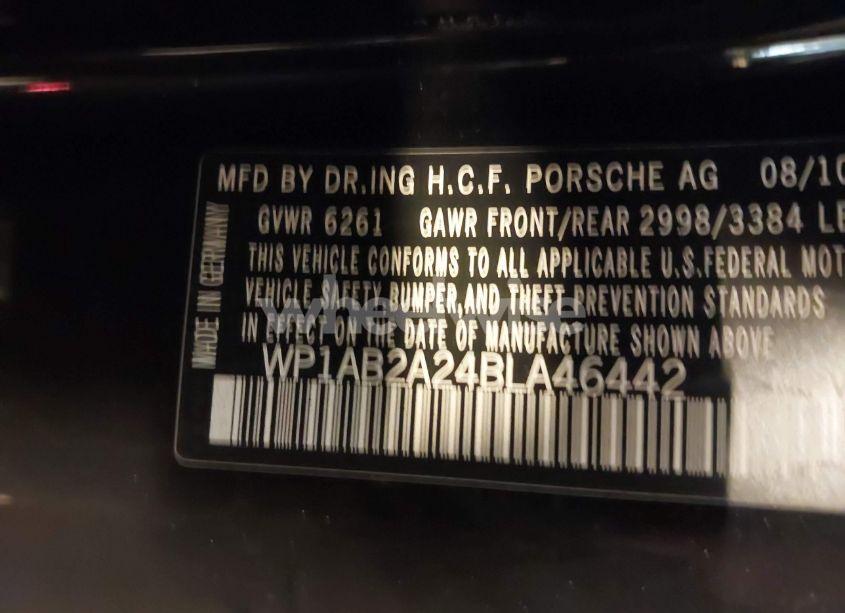 MFD BY DR.ING H.C.F. PORSCHE AG 08/10
GVWR 6261 GAWR FRONT/REAR 2998/3384 LB
THIS VEHICLE CONFORMS TO ALL APPLICABLE U.S.FEDERAL MOT
VEHICLE SAFETY BUMPER,AND THEFT PREVENTION STANDARDS
IN EFFECT ON THE DATE OF MANUFACTURE SHOWN ABOVE
WP1AB2A24BLA46442
MADE IN GERMANY